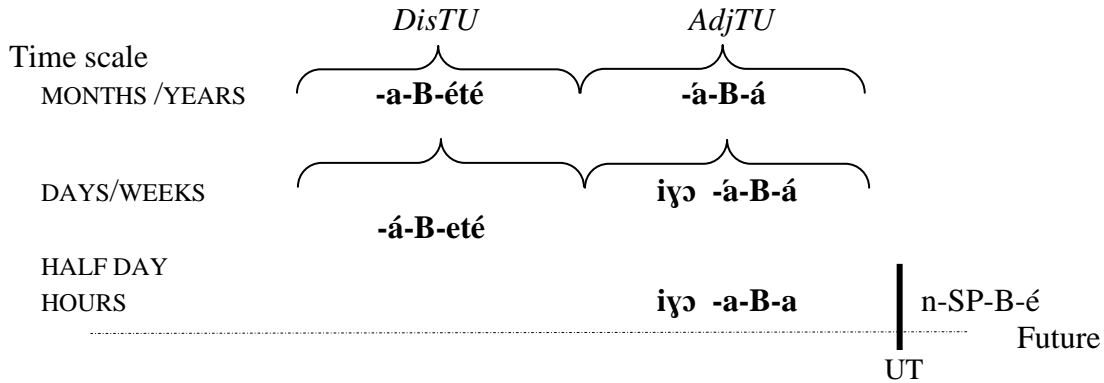 DisTU AdjTU
Time scale
MONTHS /YEARS -a-B-été -á-B-á
DAYS/WEEKS iɣɔ -á-B-á
-á-B-eté
HALF DAY
HOURS iɣɔ -a-B-a n-SP-B-é
Future
UT